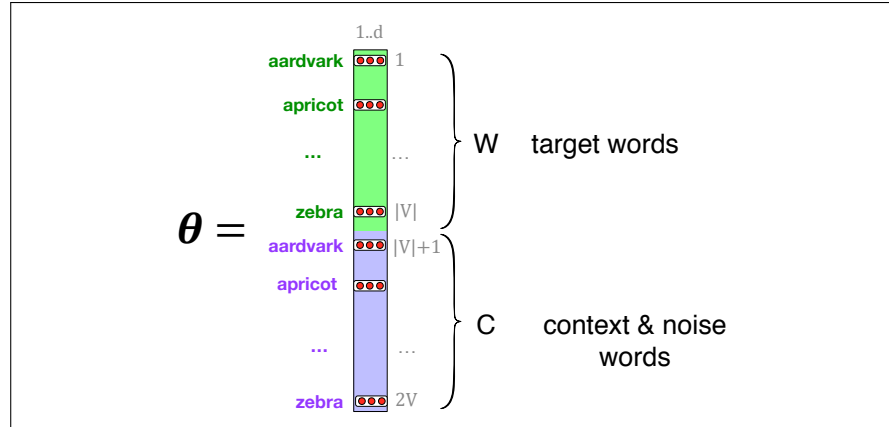 1..d
aardvark 1
apricot
... ...
W target words
zebra |V|
θ =
aardvark |V|+1
apricot
C context & noise
words
... ...
zebra 2V